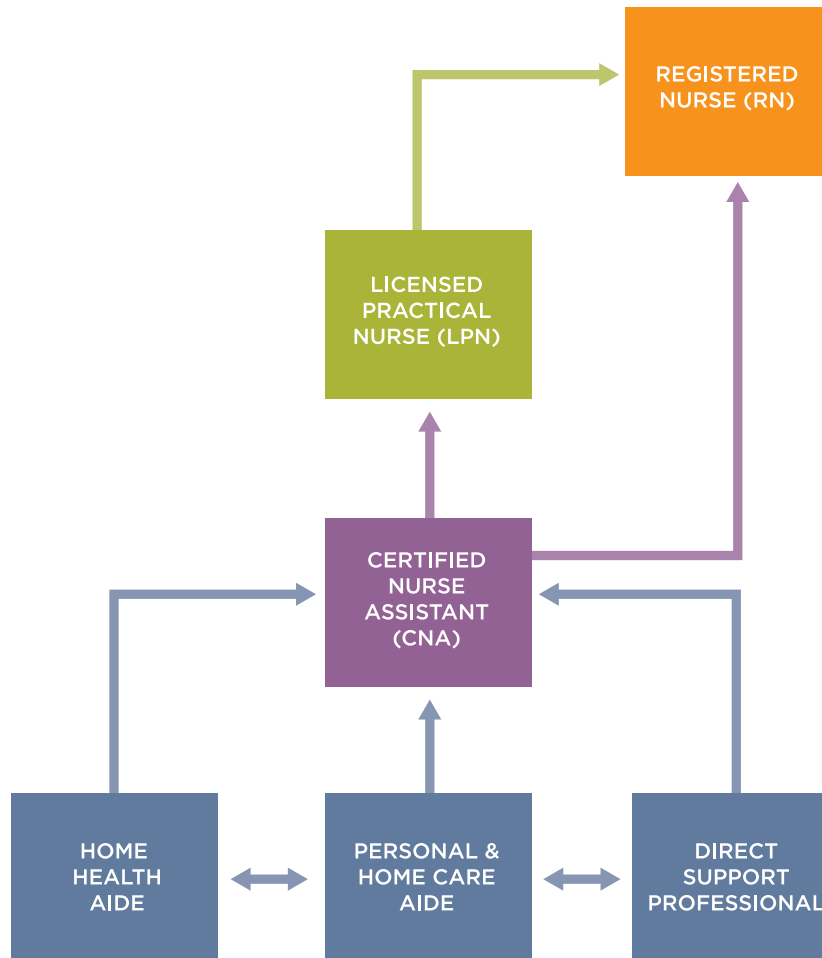 REGISTERED
NURSE (RN)
LICENSED
PRACTICAL
NURSE (LPN)
CERTIFIED
NURSE
ASSISTANT
(CNA)
HOME
HEALTH
AIDE
PERSONAL &
HOME CARE
AIDE
DIRECT
SUPPORT
PROFESSIONAL